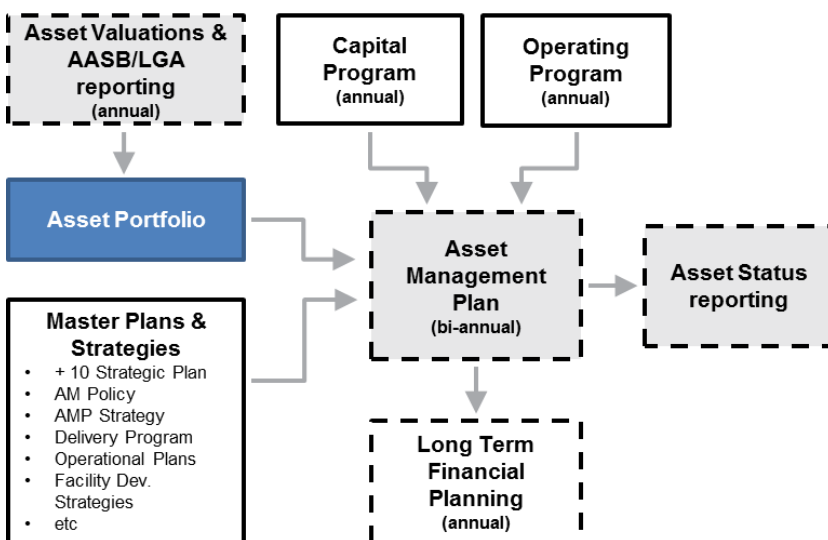 Asset Valuations &
AASB/LGA
reporting
(annual)
Capital
Program
(annual)
Operating
Program
(annual)
Asset Portfolio
Asset
Management
Plan
(bi-annual)
Asset Status
reporting
Master Plans &
Strategies
• + 10 Strategic Plan
• AM Policy
• AMP Strategy
• Delivery Program
• Operational Plans
• Facility Dev.
Strategies
• etc
Long Term
Financial
Planning
(annual)